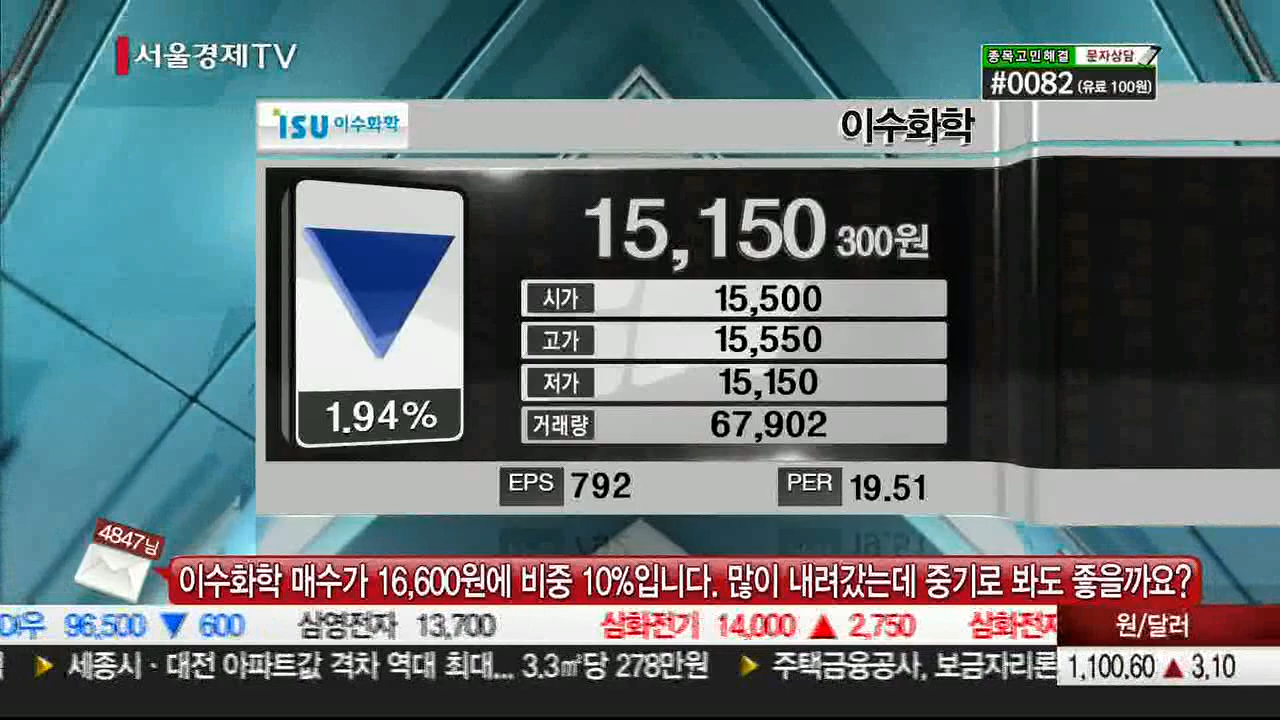 서울경제TV
종목고민해결 문자상담
#0082 (유료 100원)
ISU 이수화학
이수화학
15,150 300원
1.94%
시가 15,500
고가 15,550
저가 15,150
거래량 67,902
EPS 792
PER 19.51
4847님
이수화학 매수가 16,600원에 비중 10%입니다. 많이 내려갔는데 중기로 봐도 좋을까요?
96,500 ▼ 600 삼영전자 13,700 삼화전기 14,000 ▲ 2,750 삼화전자 원/달러
▶ 세종시·대전 아파트값 격차 역대 최대... 3.3㎡당 278만원 ▶ 주택금융공사, 보금자리론 1,100.60 ▲ 3.10